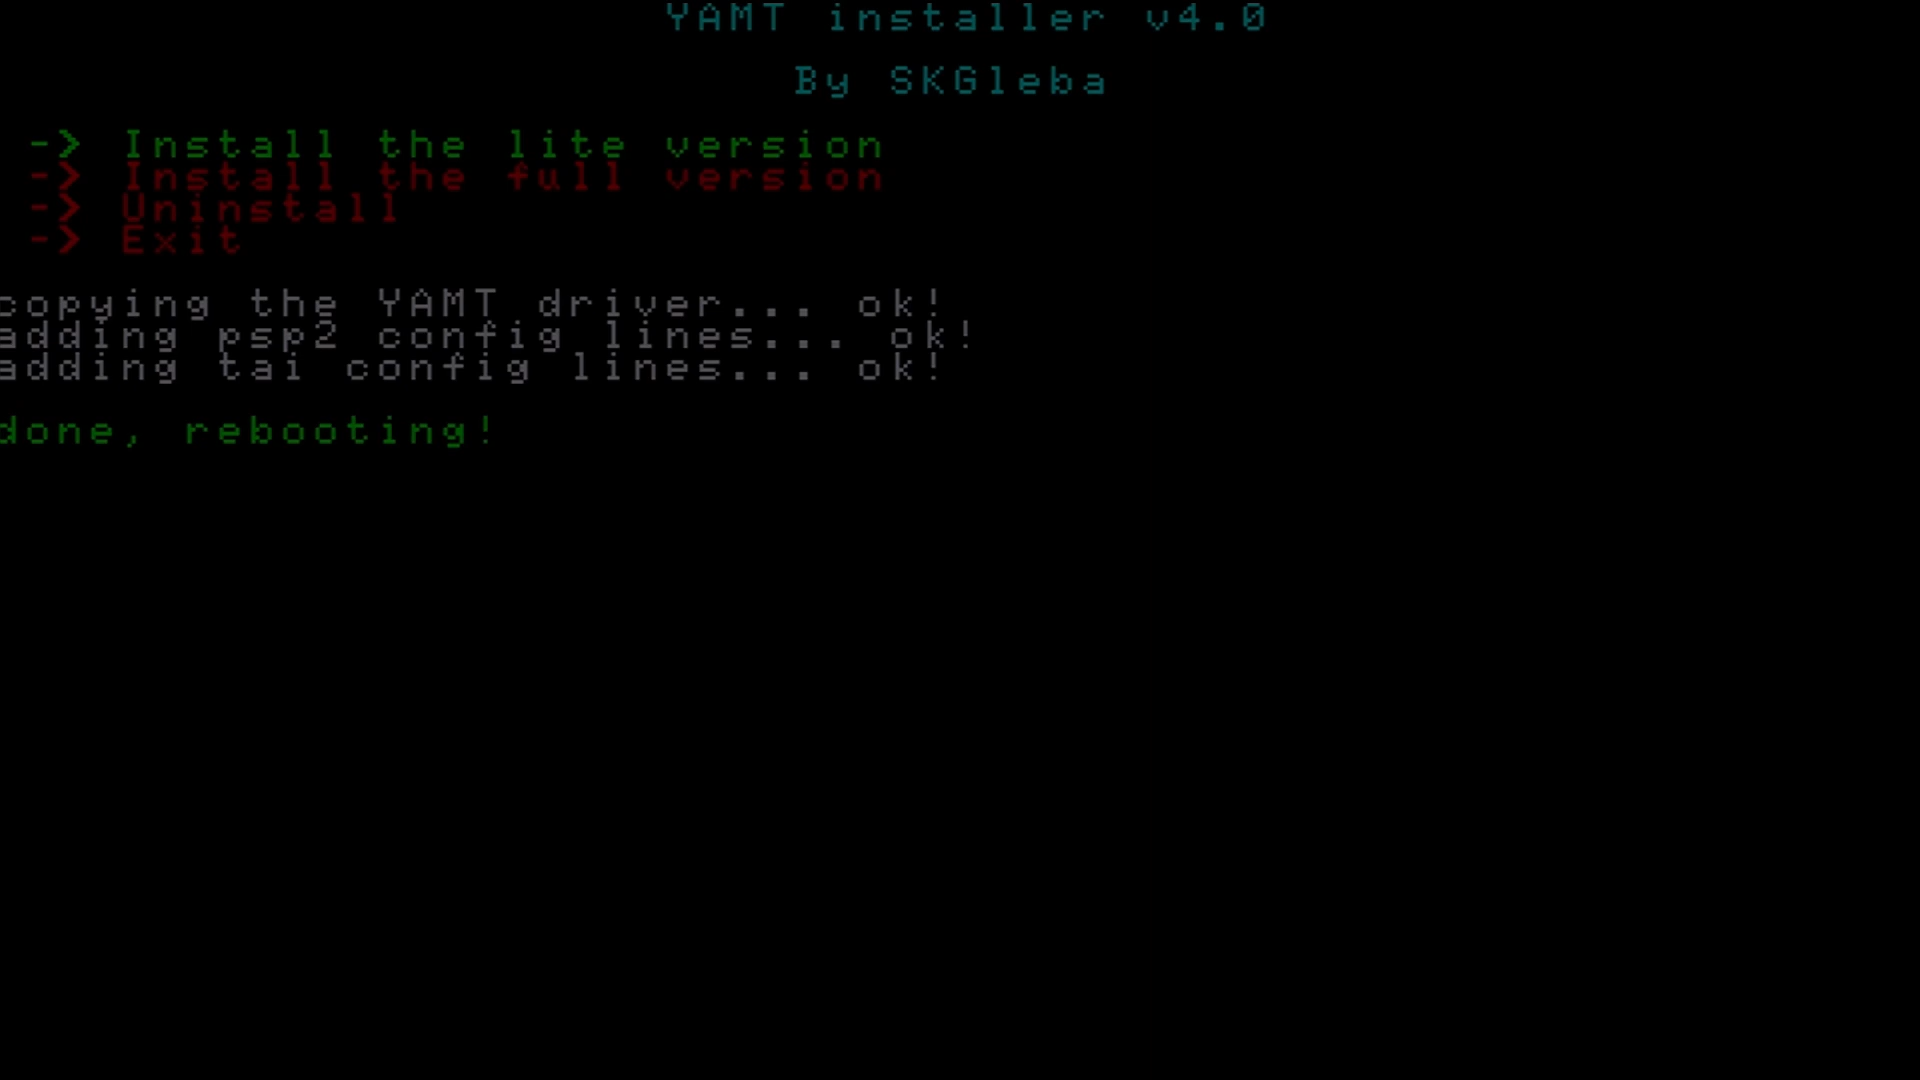 YAMT installer v4.0
By SKGleba
-> Install the lite version
-> Install the full version
-> Uninstall
-> Exit
copying the YAMT driver... ok!
adding psp2 config lines... ok!
adding tai config lines... ok!
done, rebooting!